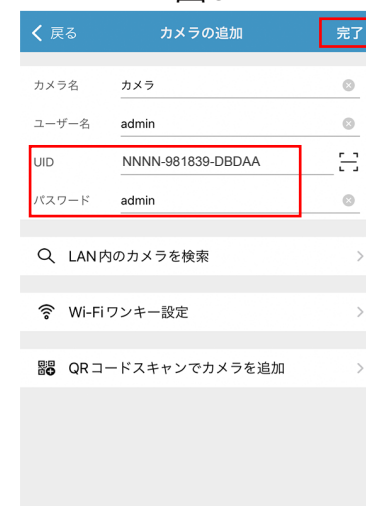 戻る カメラの追加 完了
カメラ名 カメラ
ユーザー名 admin
UID NNNN-981839-DBDAA
パスワード admin
LAN内のカメラを検索
Wi-Fiワンキー設定
QRコードスキャンでカメラを追加